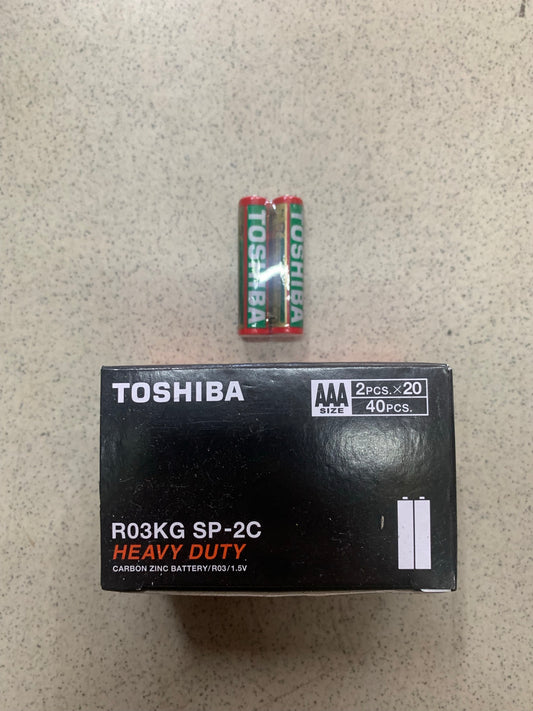 TOSHIBA
TOSHIBA
TOSHIBA
AAA
SIZE
2PCS.×20
40PCS.
R03KG SP-2C
HEAVY DUTY
CARBON ZINC BATTERY/R03/1.5V